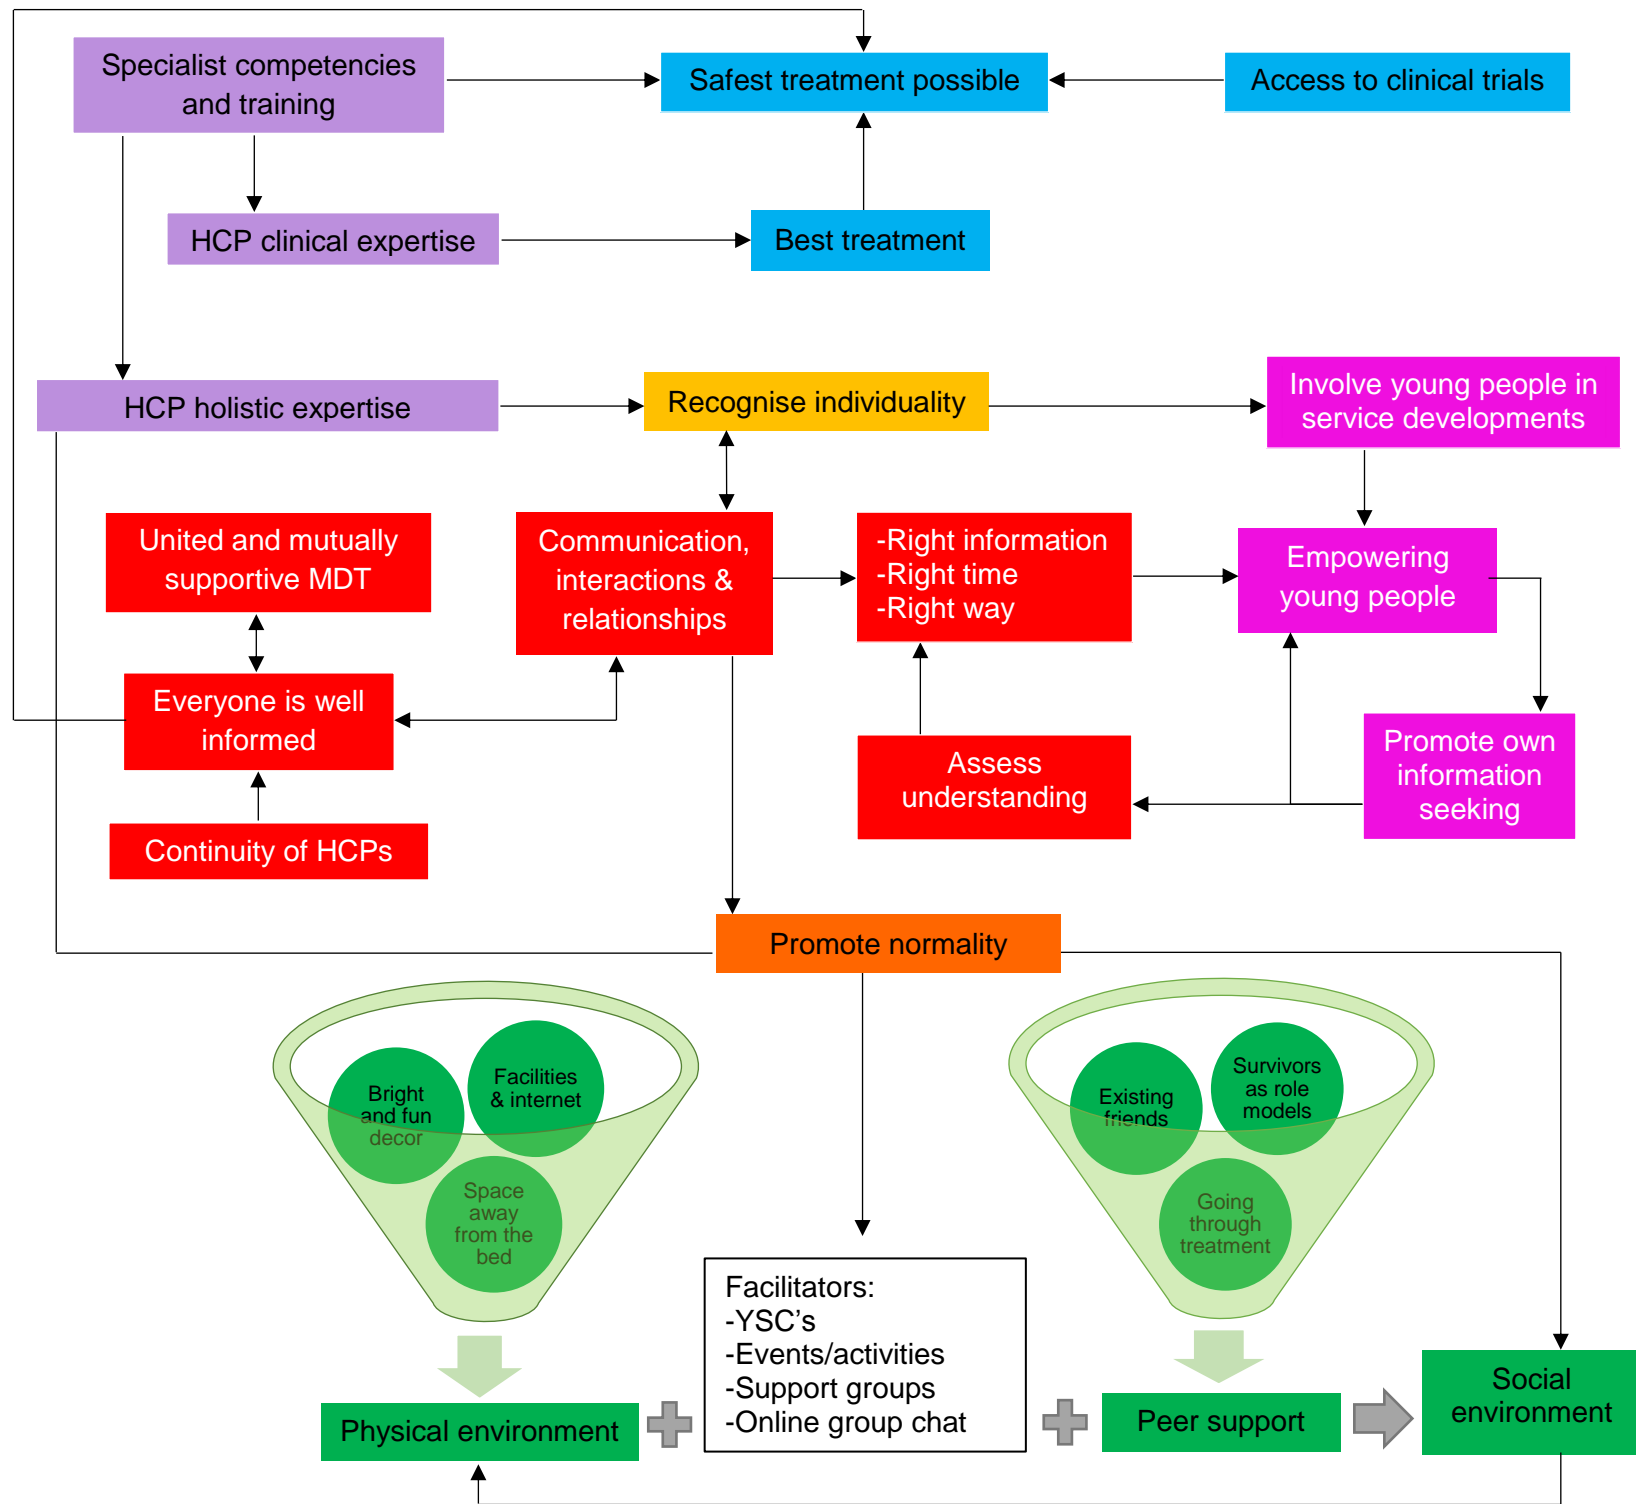 Specialist competencies
and training
Safest treatment possible
Access to clinical trials
HCP clinical expertise
Best treatment
HCP holistic expertise
Recognise individuality
Involve young people in
service developments
United and mutually
supportive MDT
Communication,
interactions &
relationships
-Right information
-Right time
-Right way
Empowering
young people
Everyone is well
informed
Assess
understanding
Promote own
information
seeking
Continuity of HCPs
Promote normality
Bright
and fun
decor
Facilities
& internet
Space
away
from the
bed
Existing
friends
Survivors
as role
models
Going
through
treatment
Facilitators:
-YSC’s
-Events/activities
-Support groups
-Online group chat
Physical environment
Peer support
Social
environment